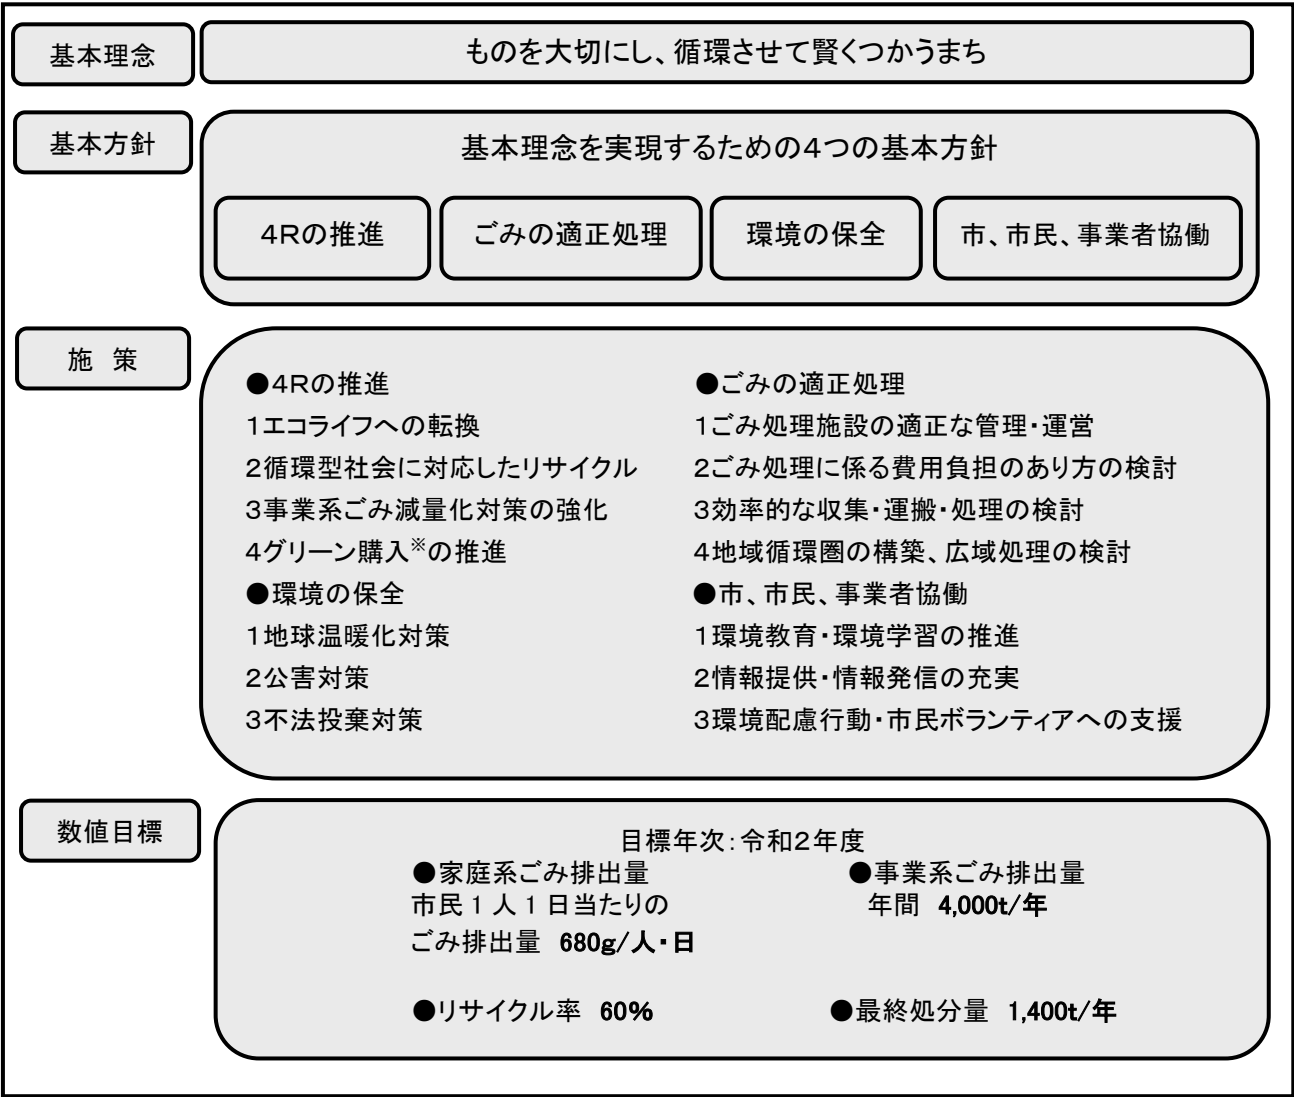 基本理念
ものを大切にし、循環させて賢くつかうまち
基本方針
基本理念を実現するための4つの基本方針
4Rの推進
ごみの適正処理
環境の保全
市、市民、事業者協働
施　策
●4Rの推進
1エコライフへの転換
2循環型社会に対応したリサイクル
3事業系ごみ減量化対策の強化
4グリーン購入※の推進
●環境の保全
1地球温暖化対策
2公害対策
3不法投棄対策
●ごみの適正処理
1ごみ処理施設の適正な管理・運営
2ごみ処理に係る費用負担のあり方の検討
3効率的な収集・運搬・処理の検討
4地域循環圏の構築、広域処理の検討
●市、市民、事業者協働
1環境教育・環境学習の推進
2情報提供・情報発信の充実
3環境配慮行動・市民ボランティアへの支援
数値目標
目標年次：令和2年度
●家庭系ごみ排出量
市民1人1日当たりの
ごみ排出量　680g/人・日
●事業系ごみ排出量
年間　4,000t/年
●リサイクル率　60%
●最終処分量　1,400t/年